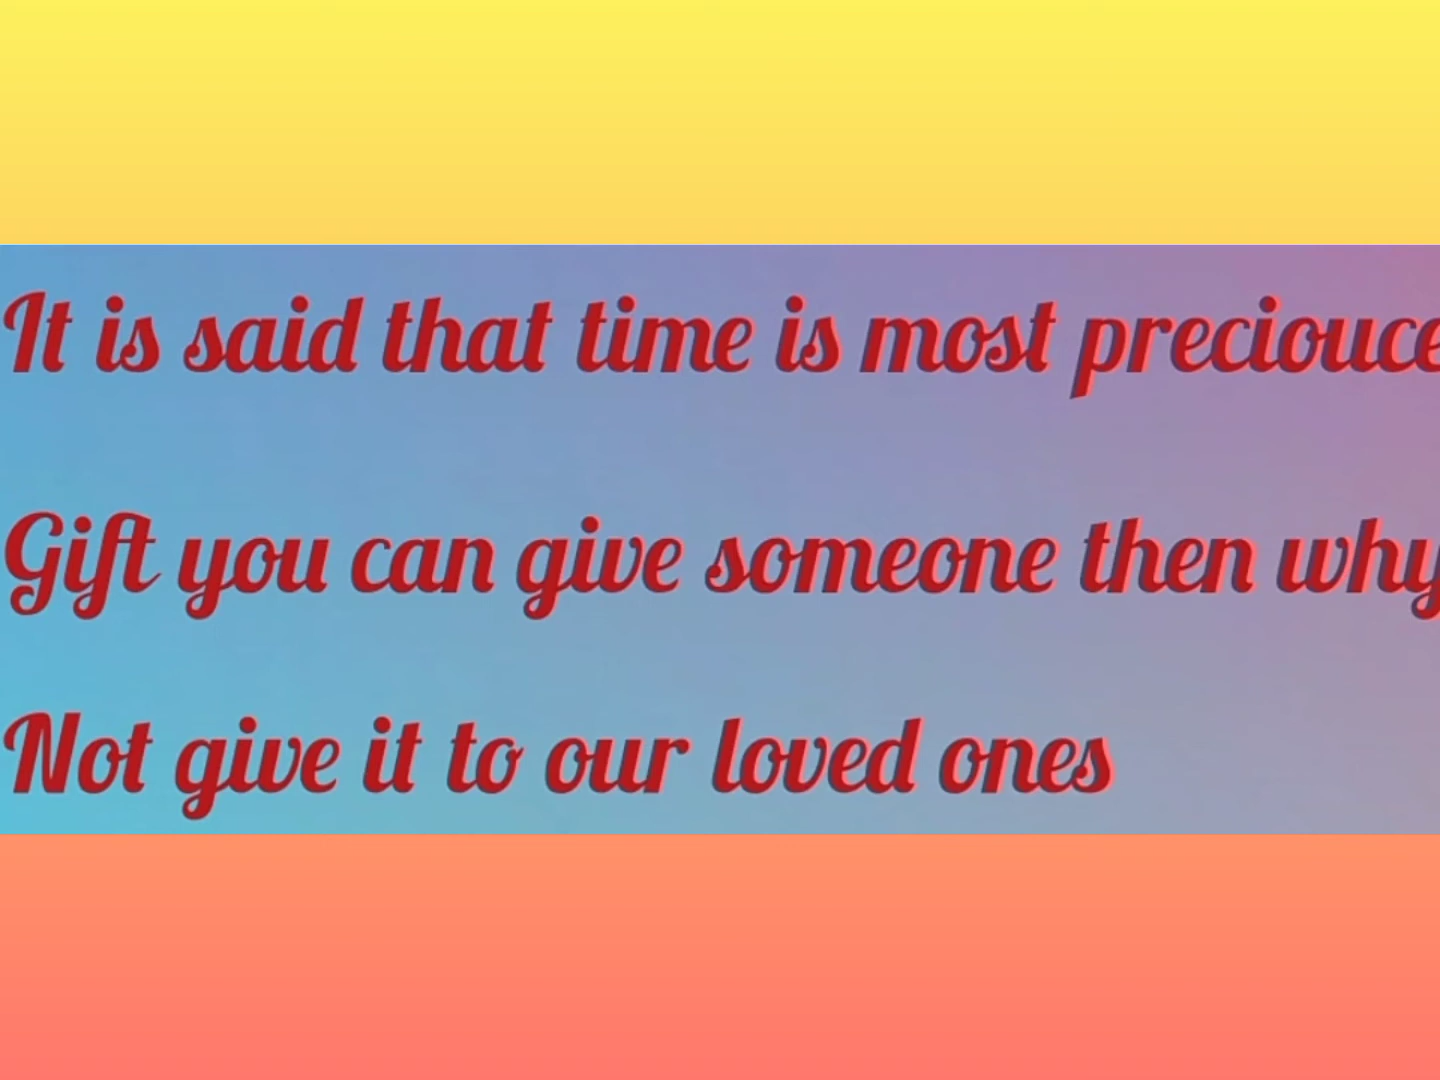 It is said that time is most preciouce
Gift you can give someone then why
Not give it to our loved ones